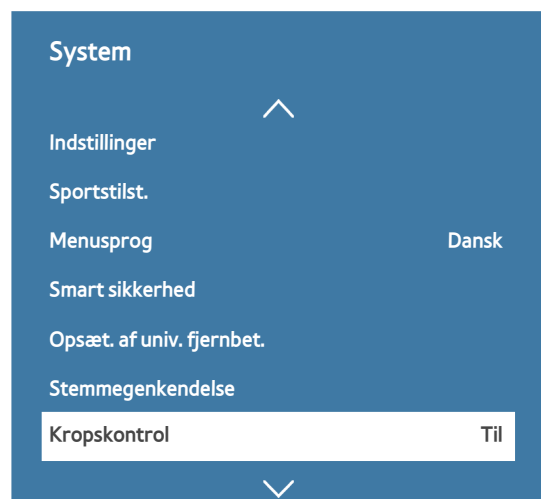 System
Indstillinger
Sportstilst.
Menusprog Dansk
Smart sikkerhed
Opsæt. af univ. fjernbet.
Stemmegenkendelse
Kropskontrol Til